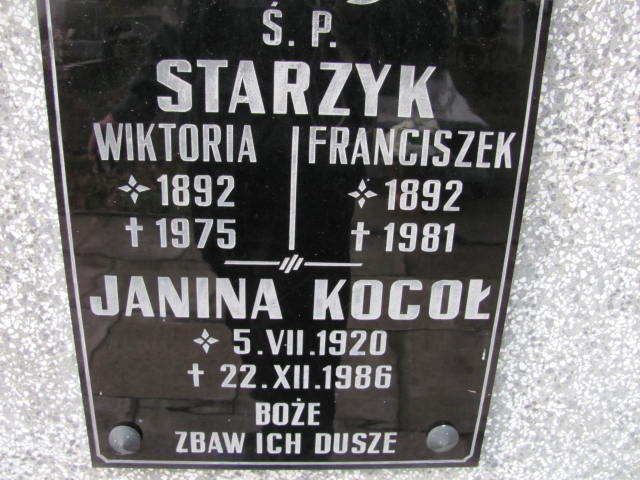 Ś. P.
STARZYK
WIKTORIA FRANCISZEK
1892 1892
† 1975 † 1981
JANINA KOCOŁ
5.VII.1920
† 22.XII.1986
BOŻE
ZBAW ICH DUSZE